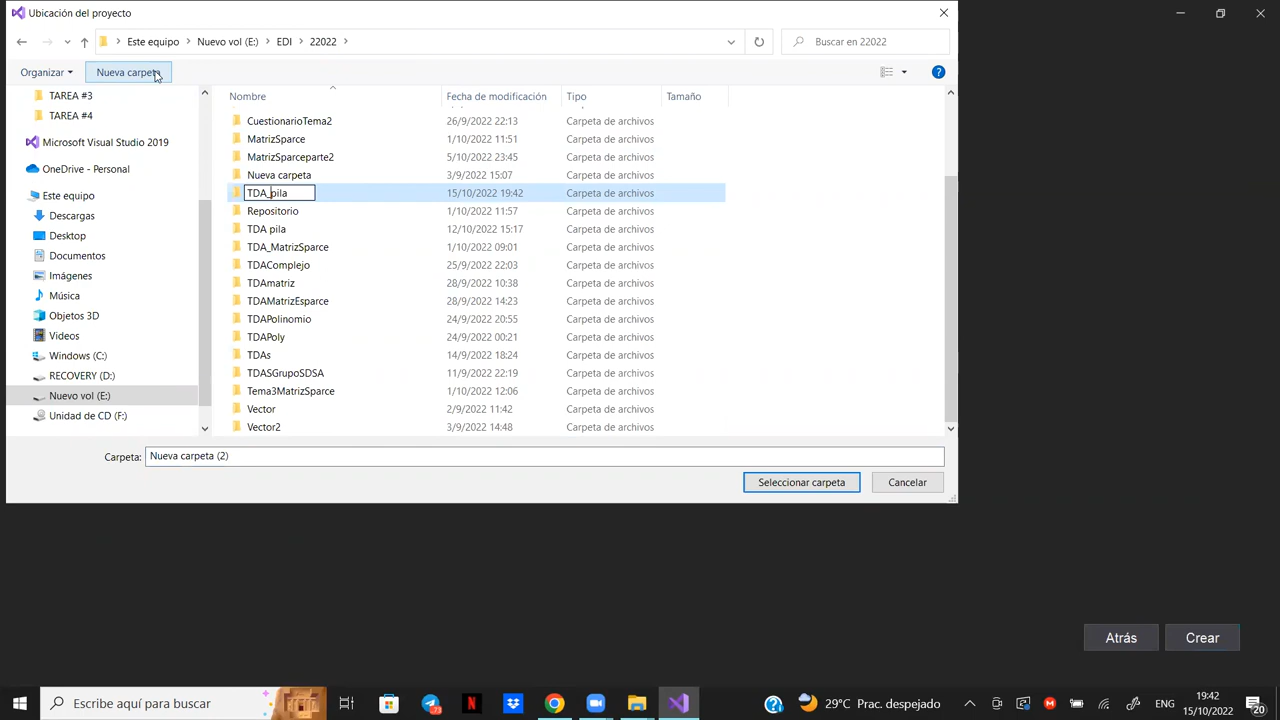 Ubicación del proyecto
Este equipo > Nuevo vol (E:) > EDI > 22022 >
Buscar en 22022
Organizar
Nueva carpeta
TAREA #3
TAREA #4
Microsoft Visual Studio 2019
OneDrive - Personal
Este equipo
Descargas
Desktop
Documentos
Imágenes
Música
Objetos 3D
Videos
Windows (C:)
RECOVERY (D:)
Nuevo vol (E:)
Unidad de CD (F:)
Nombre Fecha de modificación Tipo Tamaño
CuestionarioTema2 26/9/2022 22:13 Carpeta de archivos
MatrizSparce 1/10/2022 11:51 Carpeta de archivos
MatrizSparceparte2 5/10/2022 23:45 Carpeta de archivos
Nueva carpeta 3/9/2022 15:07 Carpeta de archivos
TDA_pila 15/10/2022 19:42 Carpeta de archivos
Repositorio 1/10/2022 11:57 Carpeta de archivos
TDA pila 12/10/2022 15:17 Carpeta de archivos
TDA_MatrizSparce 1/10/2022 09:01 Carpeta de archivos
TDAComplejo 25/9/2022 22:03 Carpeta de archivos
TDAmatriz 28/9/2022 10:38 Carpeta de archivos
TDAMatrizEsparce 28/9/2022 14:23 Carpeta de archivos
TDAPolinomio 24/9/2022 20:55 Carpeta de archivos
TDAPoly 24/9/2022 00:21 Carpeta de archivos
TDAs 14/9/2022 18:24 Carpeta de archivos
TDASGrupoSDSA 11/9/2022 22:19 Carpeta de archivos
Tema3MatrizSparce 1/10/2022 12:06 Carpeta de archivos
Vector 2/9/2022 11:42 Carpeta de archivos
Vector2 3/9/2022 14:48 Carpeta de archivos
Carpeta: Nueva carpeta (2)
Seleccionar carpeta
Cancelar
Atrás
Crear
Escribe aquí para buscar
73
29°C Prac. despejado
19:42
15/10/2022
20